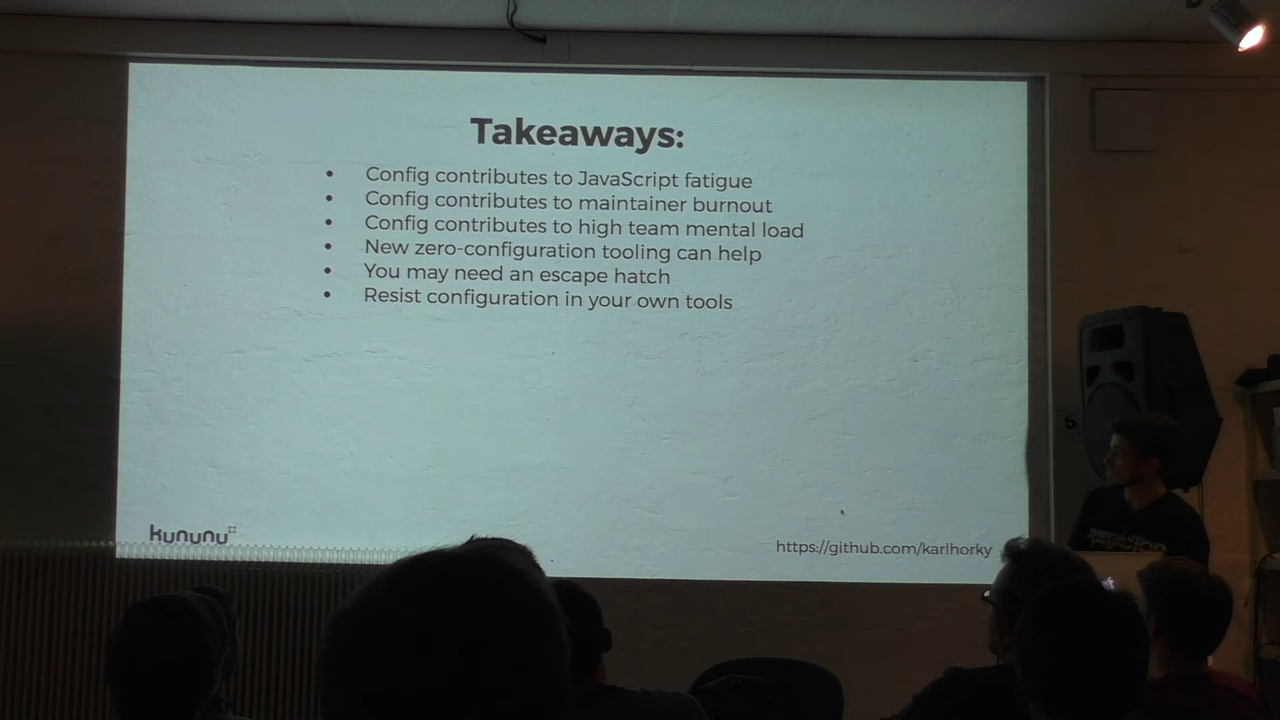 Takeaways:
• Config contributes to JavaScript fatigue
• Config contributes to maintainer burnout
• Config contributes to high team mental load
• New zero-configuration tooling can help
• You may need an escape hatch
• Resist configuration in your own tools
kununu
https://github.com/karlhorky
5